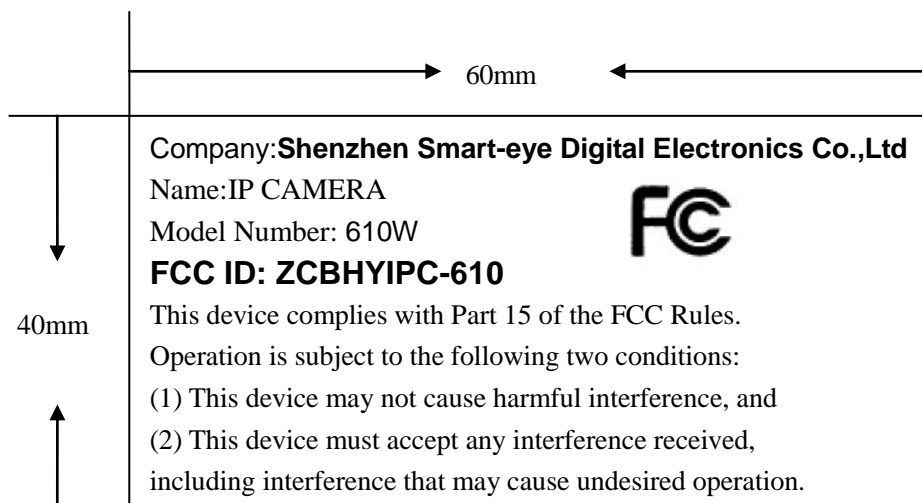 60mm
Company:Shenzhen Smart-eye Digital Electronics Co.,Ltd
Name:IP CAMERA
FC
Model Number: 610W
FCC ID: ZCBHYIPC-610
This device complies with Part 15 of the FCC Rules.
40mm
Operation is subject to the following two conditions:
(1) This device may not cause harmful interference, and
(2) This device must accept any interference received,
including interference that may cause undesired operation.